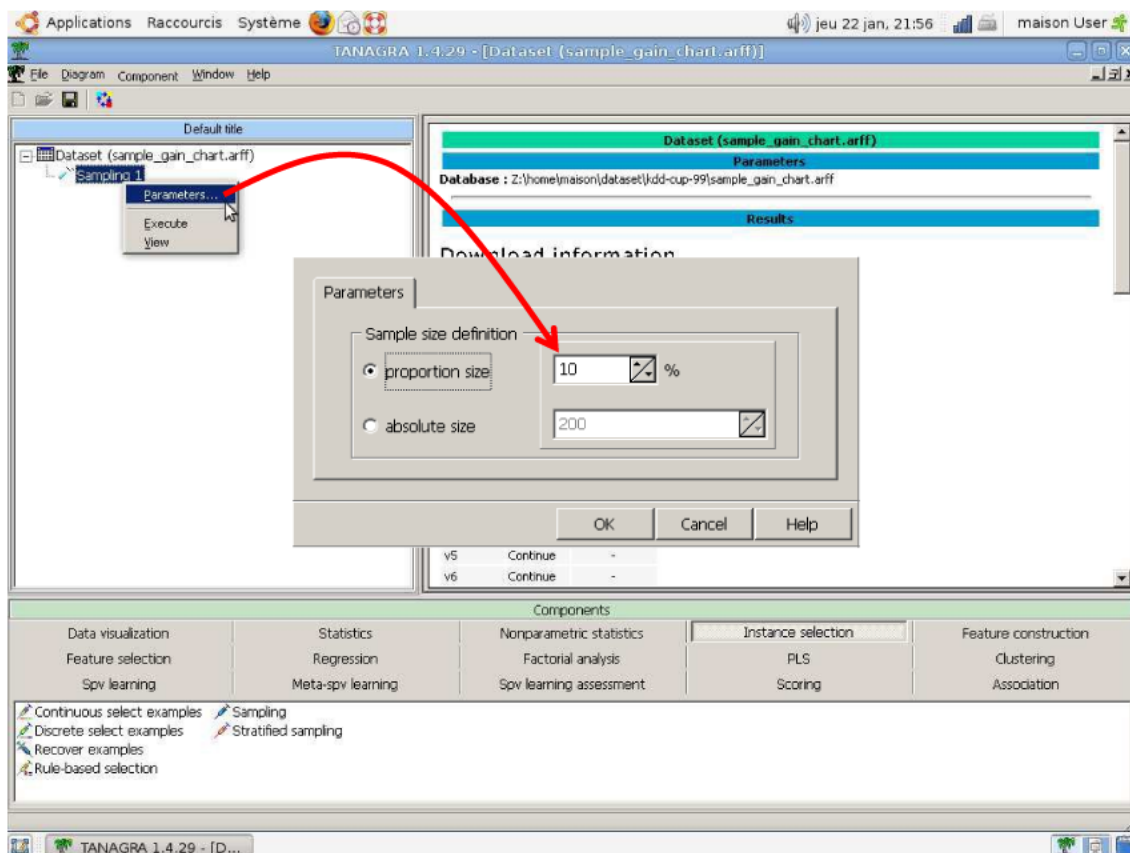 Applications Raccourcis Système jeu 22 jan, 21:56 maison User
TANAGRA 1.4.29 - [Dataset (sample_gain_chart.arff)]
File Diagram Component Window Help
Default title
Dataset (sample_gain_chart.arff)
Sampling 1
Parameters...
Execute
View
Dataset (sample_gain_chart.arff)
Parameters
Database : Z:\home\maison\dataset\kdd-cup-99\sample_gain_chart.arff
Results
Download information
Parameters
Sample size definition
proportion size 10 %
absolute size 200
OK Cancel Help
v5 Continue -
v6 Continue -
Components
Data visualization Statistics Nonparametric statistics Instance selection Feature construction
Feature selection Regression Factorial analysis PLS Clustering
Spv learning Meta-spv learning Spv learning assessment Scoring Association
Continuous select examples Sampling
Discrete select examples Stratified sampling
Recover examples
Rule-based selection
TANAGRA 1.4.29 - [D...